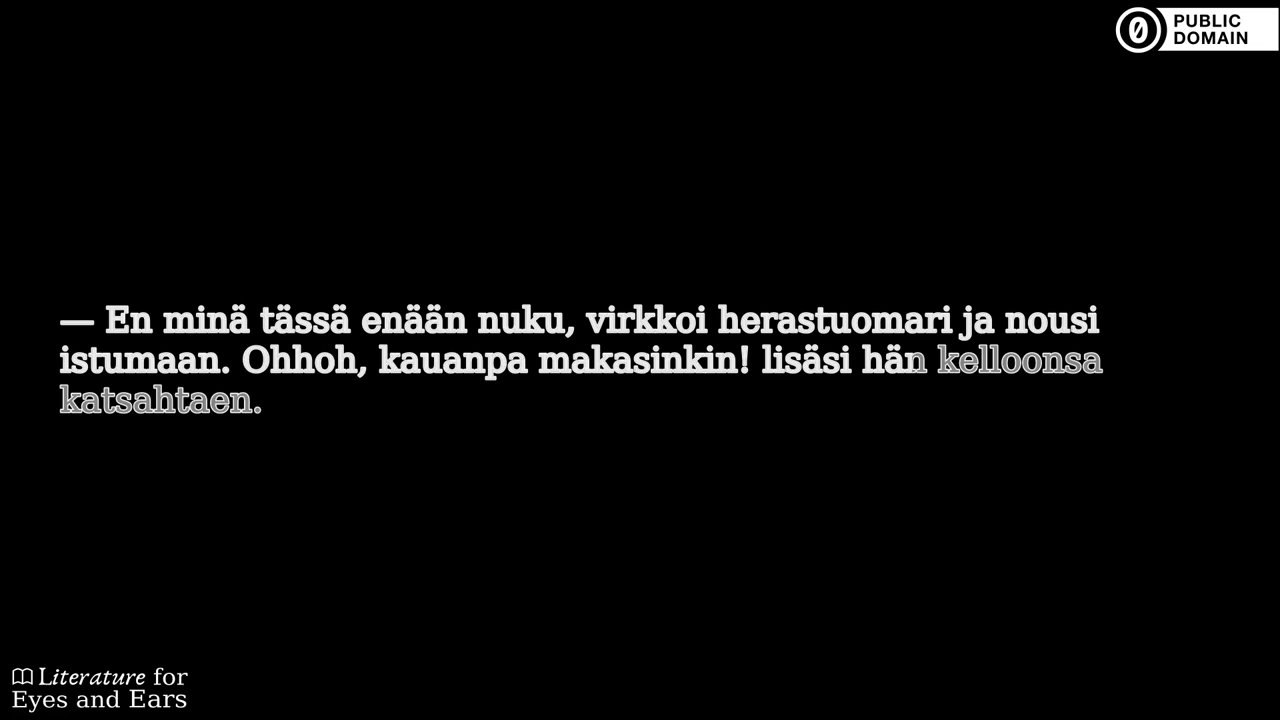 PUBLIC
DOMAIN
— En minä tässä enään nuku, virkkoi herastuomari ja nousi
istumaan. Ohhoh, kauanpa makasinkin! lisäsi hän kelloonsa
katsahtaen.
Literature for
Eyes and Ears